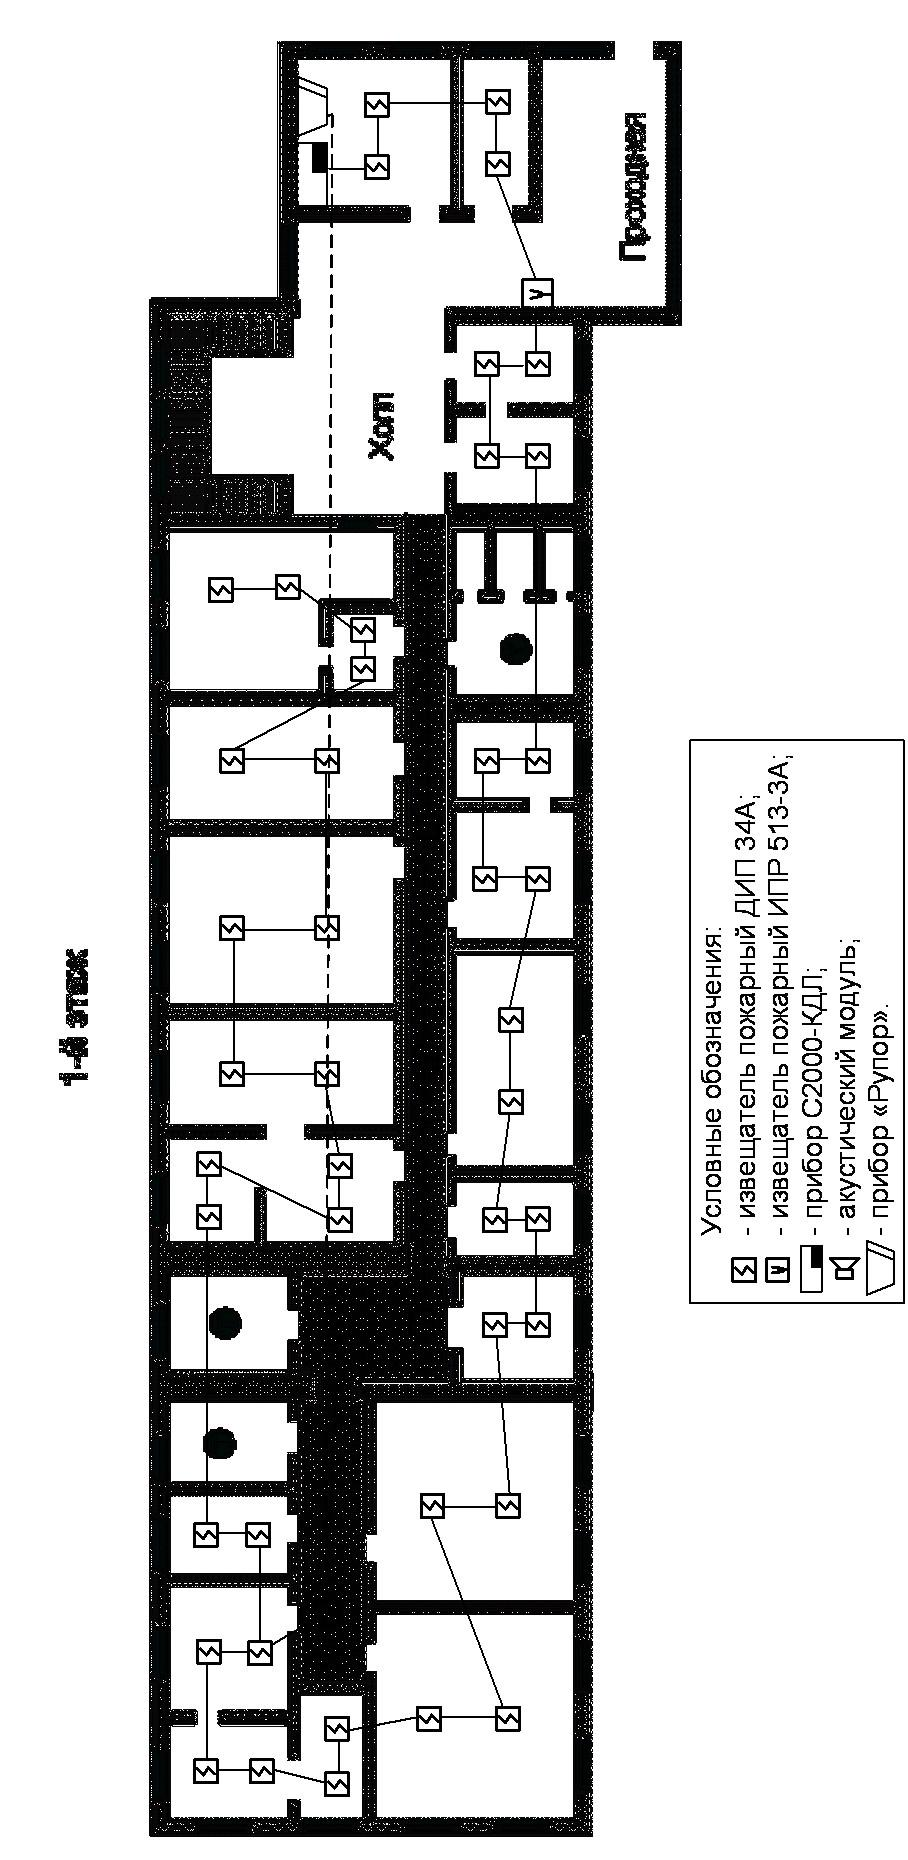 1-й этаж
Холл
Проходная
Условные обозначения:
- извещатель пожарный ДИП 34А;
- извещатель пожарный ИПР 513-3А;
- прибор С2000-КДЛ;
- акустический модуль;
- прибор «Рупор».